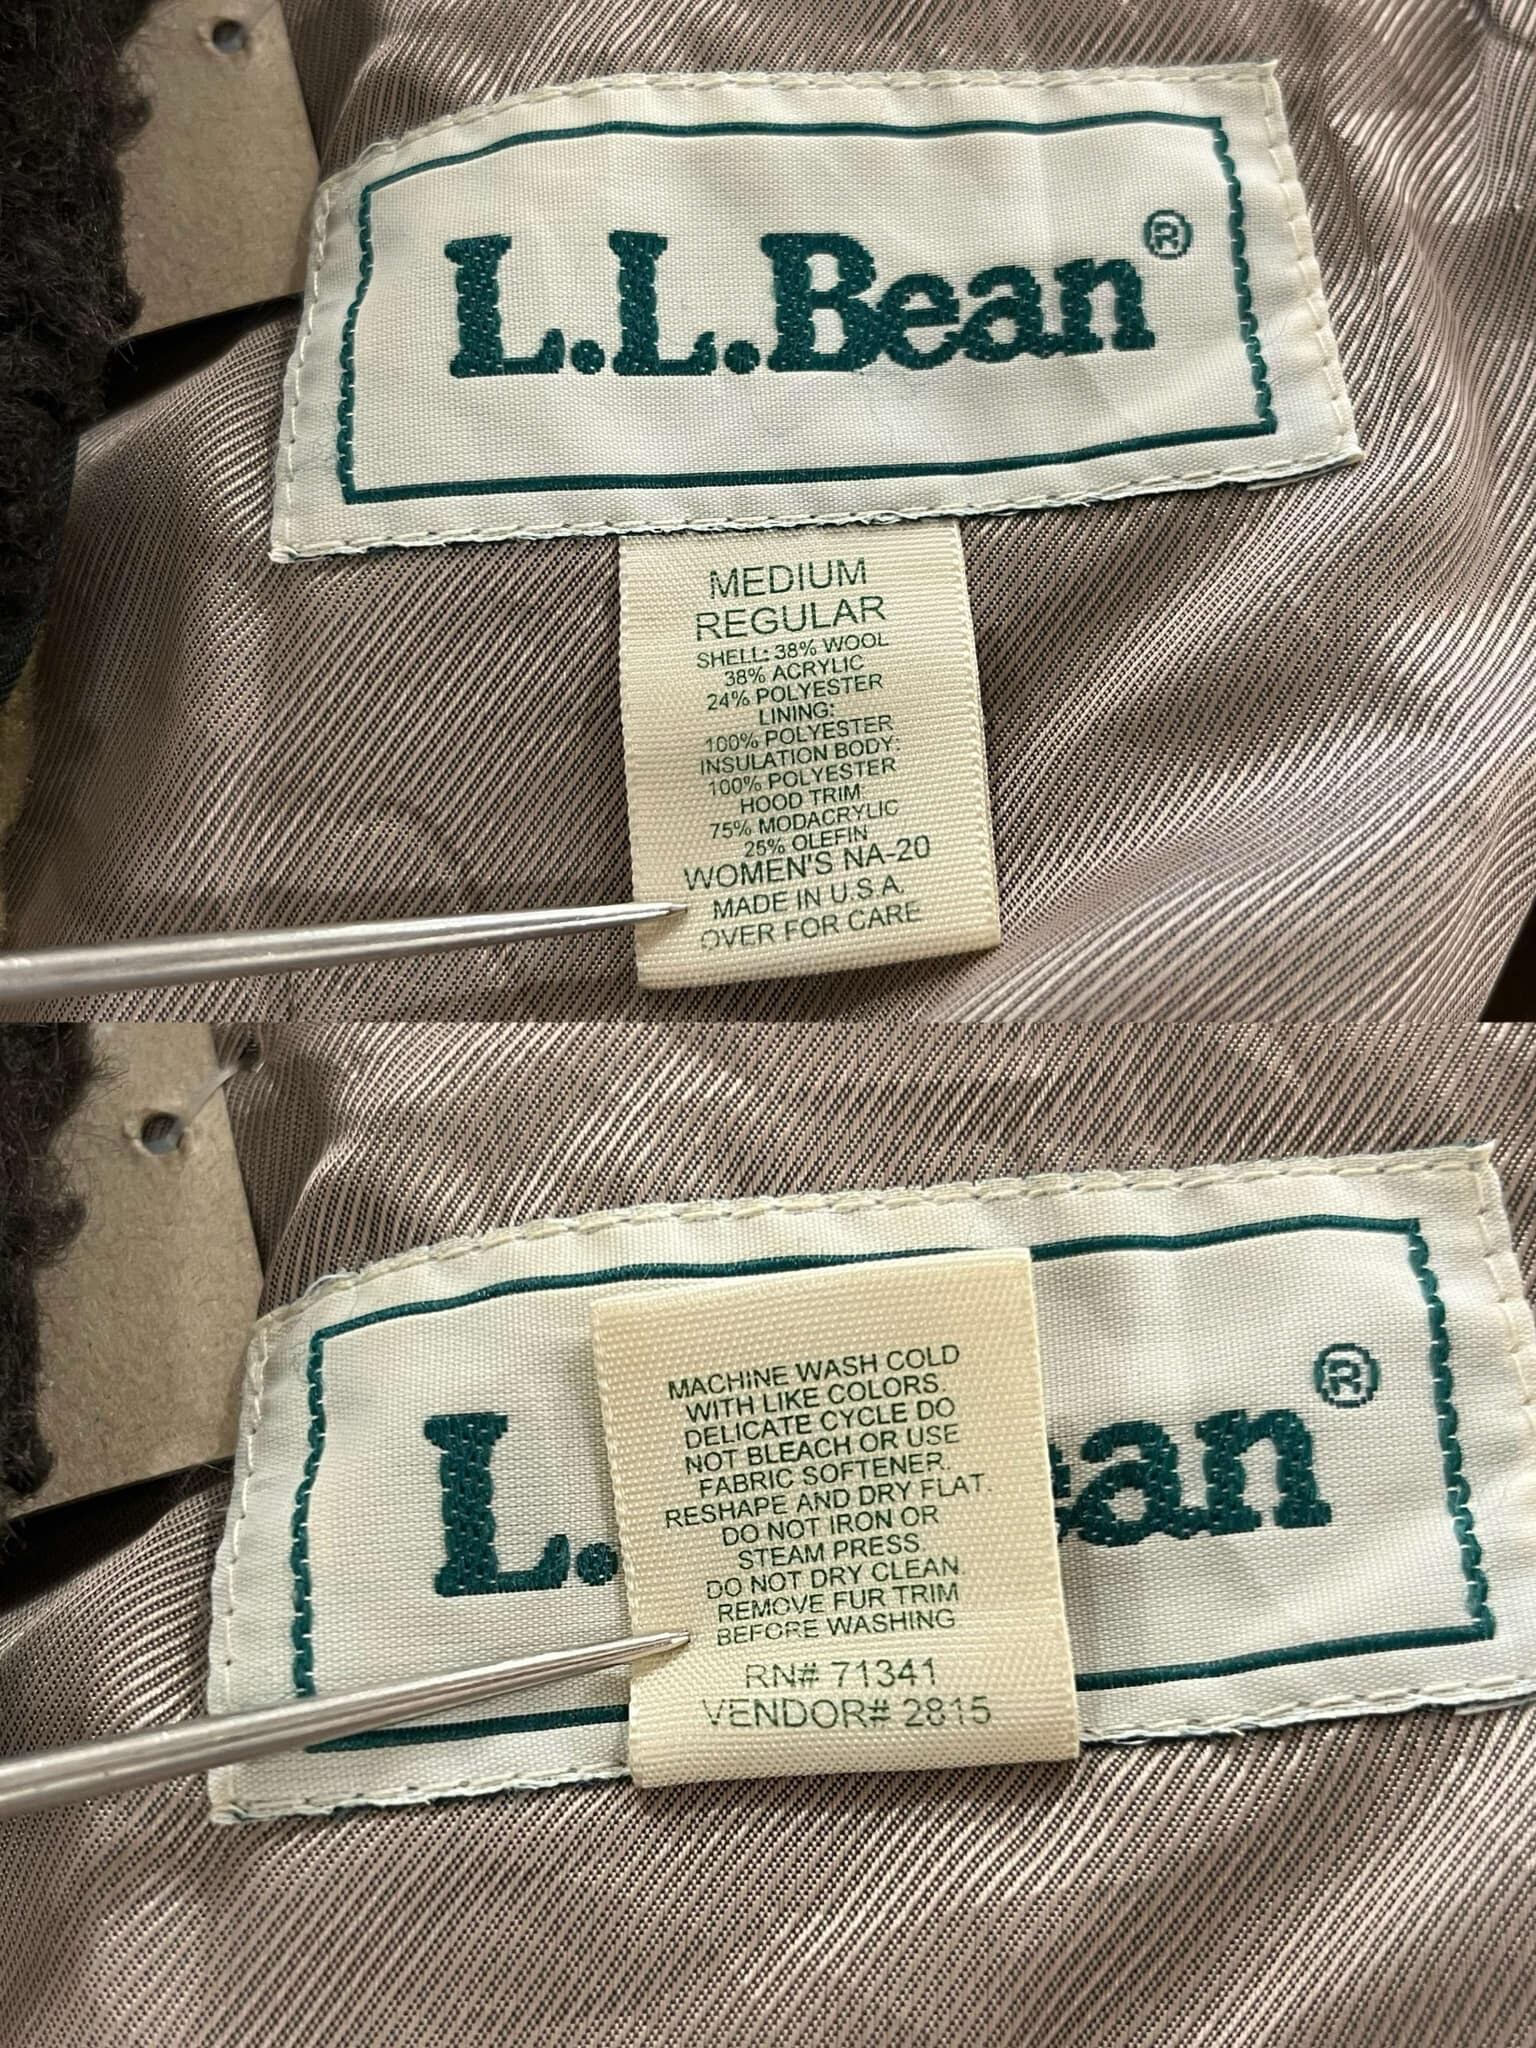 L.L.Bean®
MEDIUM
REGULAR
SHELL: 38% WOOL
38% ACRYLIC
24% POLYESTER
LINING:
100% POLYESTER
INSULATION BODY:
100% POLYESTER
HOOD TRIM
75% MODACRYLIC
25% OLEFIN
WOMEN'S NA-20
MADE IN U.S.A.
OVER FOR CARE
L. ean®
MACHINE WASH COLD
WITH LIKE COLORS
DELICATE CYCLE DO
NOT BLEACH OR USE
FABRIC SOFTENER.
RESHAPE AND DRY FLAT.
DO NOT IRON OR
STEAM PRESS.
DO NOT DRY CLEAN
REMOVE FUR TRIM
BEFORE WASHING
RN# 71341
VENDOR# 2815